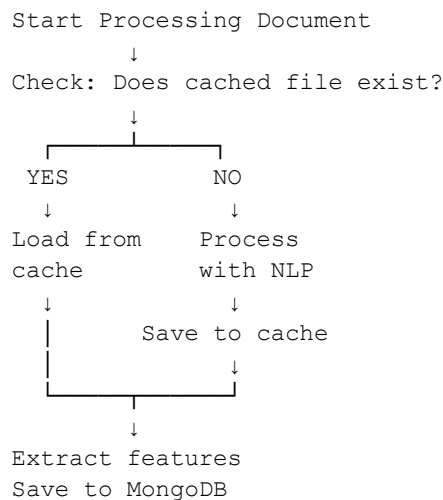 Start Processing Document
Check: Does cached file exist?
YES NO
Load from Process
cache with NLP
Save to cache
Extract features
Save to MongoDB